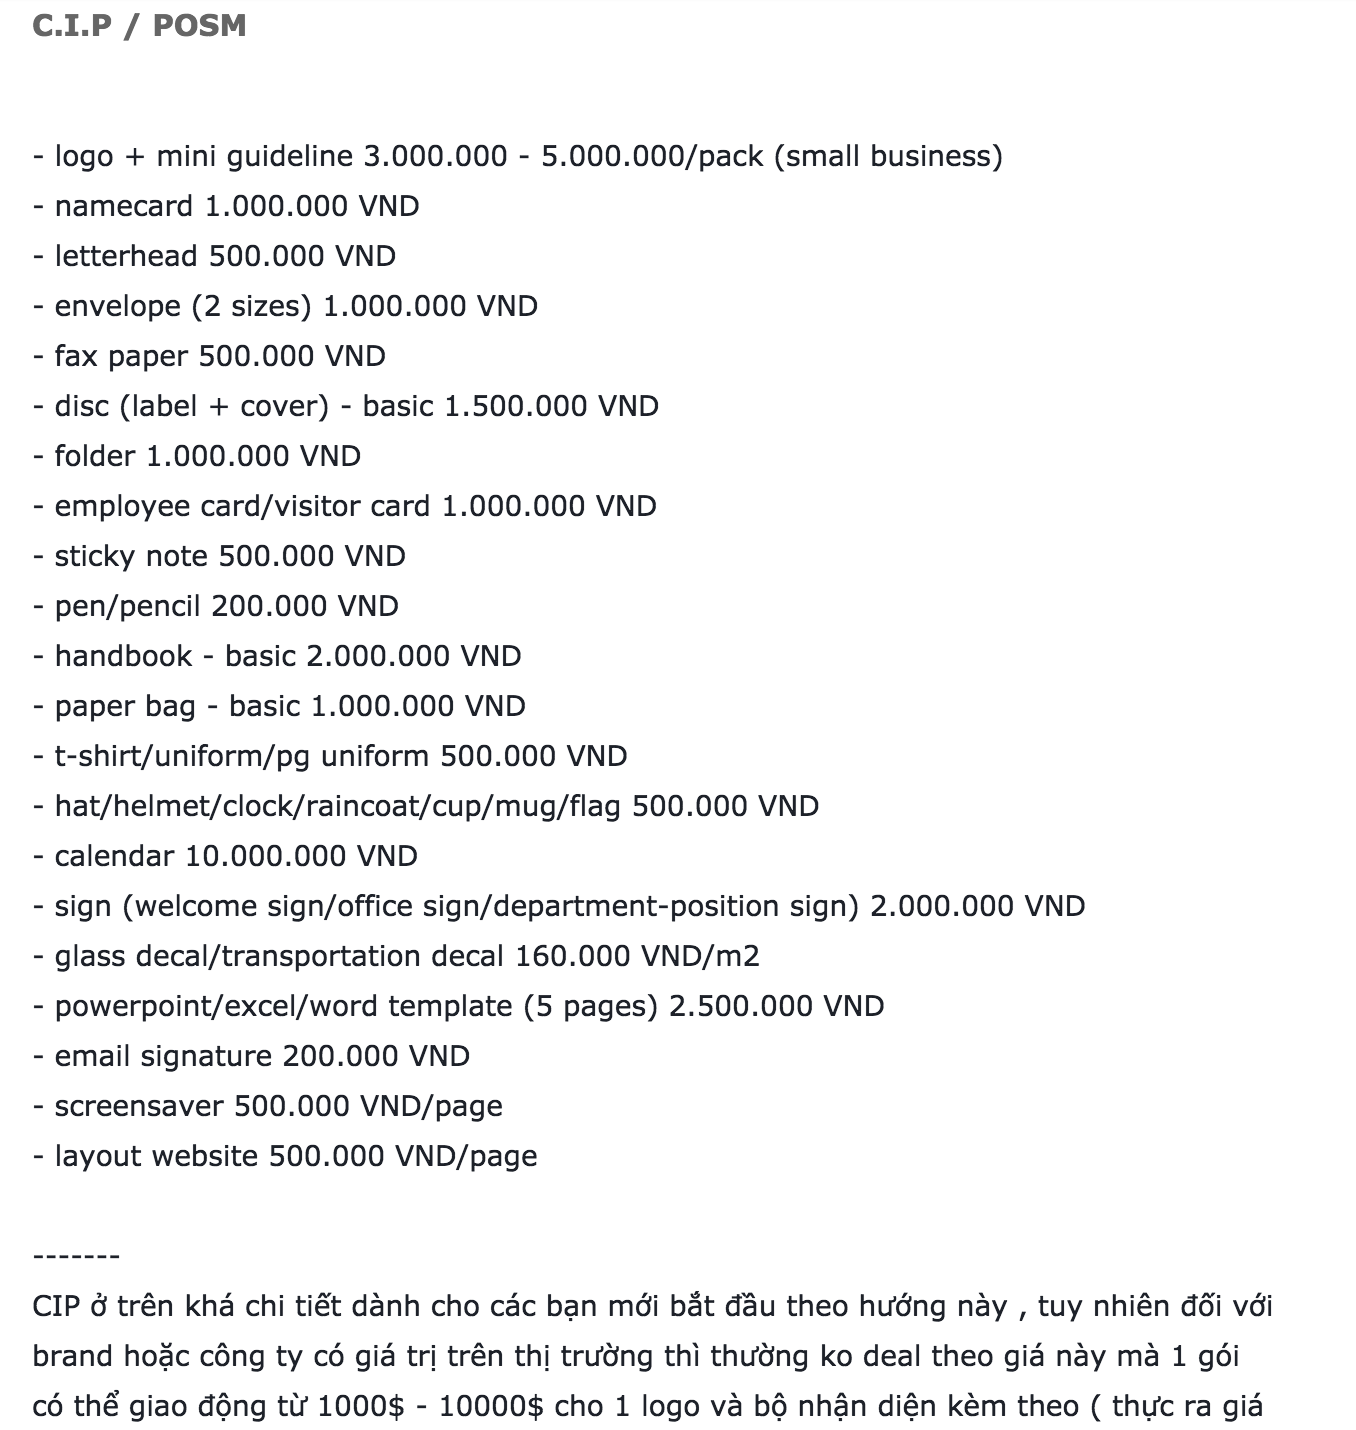 C.I.P / POSM
- logo + mini guideline 3.000.000 - 5.000.000/pack (small business)
- namecard 1.000.000 VND
- letterhead 500.000 VND
- envelope (2 sizes) 1.000.000 VND
- fax paper 500.000 VND
- disc (label + cover) - basic 1.500.000 VND
- folder 1.000.000 VND
- employee card/visitor card 1.000.000 VND
- sticky note 500.000 VND
- pen/pencil 200.000 VND
- handbook - basic 2.000.000 VND
- paper bag - basic 1.000.000 VND
- t-shirt/uniform/pg uniform 500.000 VND
- hat/helmet/clock/raincoat/cup/mug/flag 500.000 VND
- calendar 10.000.000 VND
- sign (welcome sign/office sign/department-position sign) 2.000.000 VND
- glass decal/transportation decal 160.000 VND/m2
- powerpoint/excel/word template (5 pages) 2.500.000 VND
- email signature 200.000 VND
- screensaver 500.000 VND/page
- layout website 500.000 VND/page
-------
CIP ở trên khá chi tiết dành cho các bạn mới bắt đầu theo hướng này , tuy nhiên đối với
brand hoặc công ty có giá trị trên thị trường thì thường ko deal theo giá này mà 1 gói
có thể giao động từ 1000$ - 10000$ cho 1 logo và bộ nhận diện kèm theo ( thực ra giá